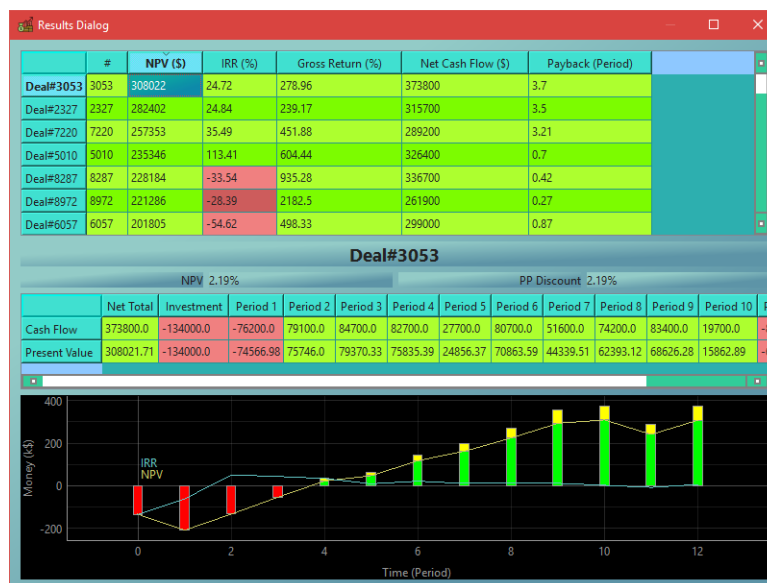 Results Dialog
# NPV ($) IRR (%) Gross Return (%) Net Cash Flow ($) Payback (Period)
Deal#3053 3053 308022 24.72 278.96 373800 3.7
Deal#2327 2327 282402 24.84 239.17 315700 3.5
Deal#7220 7220 257353 35.49 451.88 289200 3.21
Deal#5010 5010 235346 113.41 604.44 326400 0.7
Deal#8287 8287 228184 -33.54 935.28 336700 0.42
Deal#8972 8972 221286 -28.39 2182.5 261900 0.27
Deal#6057 6057 201805 -54.62 498.33 299000 0.87
Deal#3053
NPV 2.19% PP Discount 2.19%
Net Total Investment Period 1 Period 2 Period 3 Period 4 Period 5 Period 6 Period 7 Period 8 Period 9 Period 10
Cash Flow 373800.0 -134000.0 -76200.0 79100.0 84700.0 82700.0 27700.0 80700.0 51600.0 74200.0 83400.0 19700.0
Present Value 308021.71 -134000.0 -74566.98 75746.0 79370.33 75835.39 24856.37 70863.59 44339.51 62393.12 68626.28 15862.89
400
200
0
-200
Money (k$)
IRR
NPV
0 2 4 6 8 10 12
Time (Period)